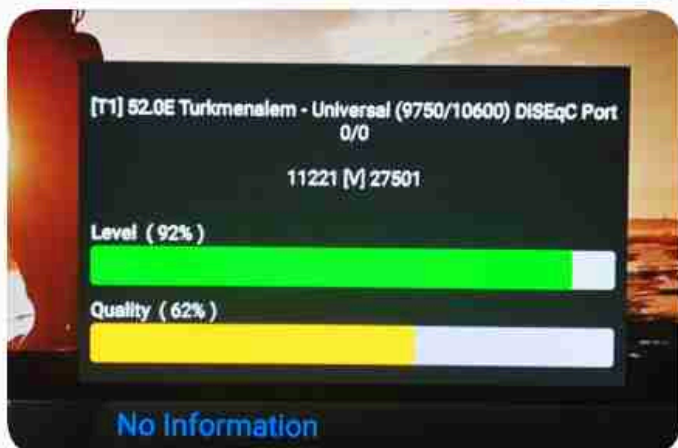 [T1] 52.0E Turkmenalem - Universal (9750/10600) DiSEqC Port
0/0
11221 [V] 27501
Level ( 92% )
Quality ( 62% )
No Information